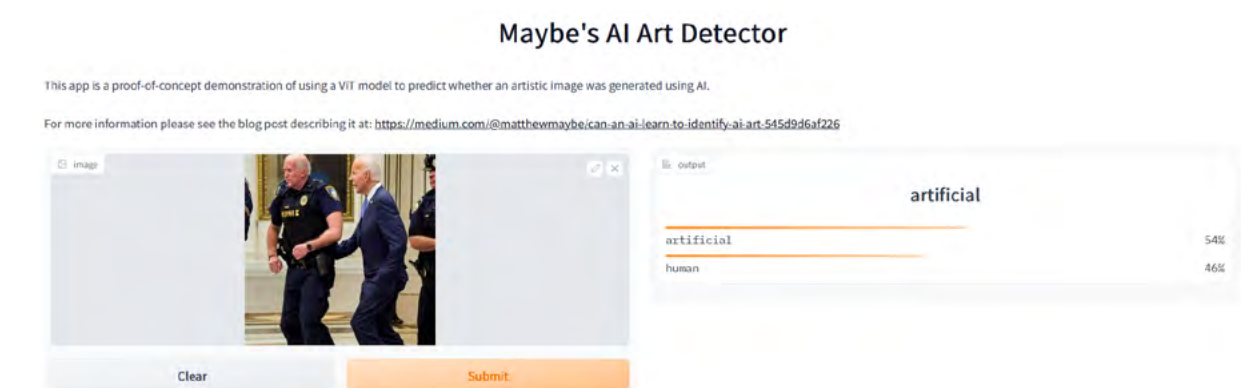 Maybe's AI Art Detector
This app is a proof-of-concept demonstration of using a ViT model to predict whether an artistic image was generated using AI.
For more information please see the blog post describing it at: https://medium.com/@matthewmaybe/can-an-ai-learn-to-identify-ai-art-545d9d6af226
image
output
artificial
artificial 54%
human 46%
Clear
Submit